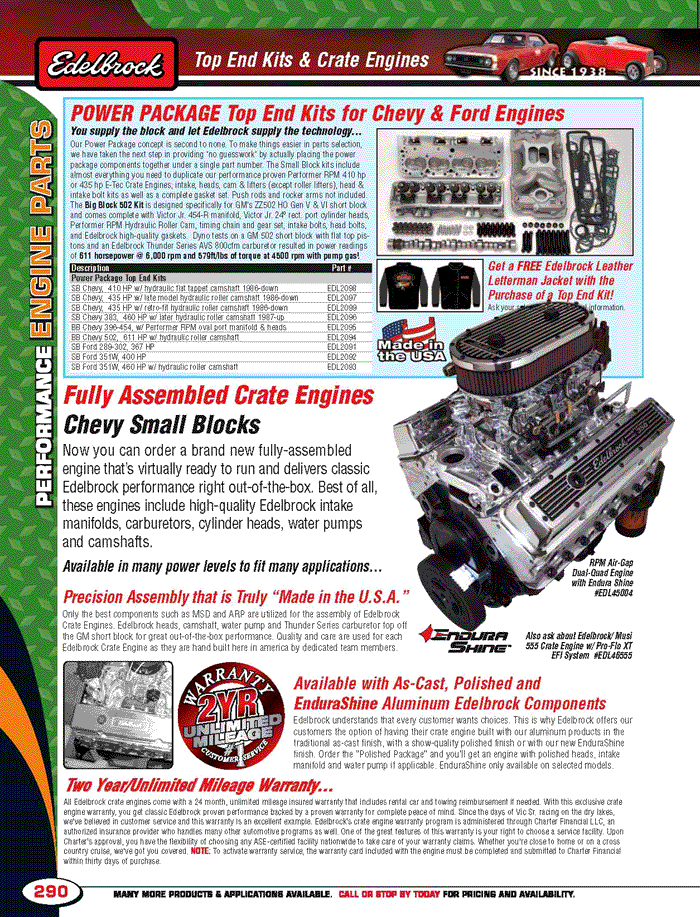 Edelbrock
Top End Kits & Crate Engines
SINCE 1938
PERFORMANCE ENGINE PARTS
POWER PACKAGE Top End Kits for Chevy & Ford Engines
You supply the block and let Edelbrock supply the technology...
Our Power Package concept is second to none. To make things easier in parts selection,
we have taken the next step in providing "no guesswork" by actually placing the power
package components together under a single part number. The Small Block kits include
almost everything you need to duplicate our performance proven Performer RPM 410 hp
or 435 hp E-Tec Crate Engines; intake, heads, cam & lifters (except roller lifters), head &
intake bolt kits as well as a complete gasket set. Push rods and rocker arms not included.
The Big Block 502 Kit is designed specifically for GM's ZZ502 HO Gen V & VI short block
and comes complete with Victor Jr. 454-R manifold, Victor Jr. 24º rect. port cylinder heads,
Performer RPM Hydraulic Roller Cam, timing chain and gear set, intake bolts, head bolts,
and Edelbrock high-quality gaskets. Dyno tests on a GM 502 short block with flat top pis-
tons and an Edelbrock Thunder Series AVS 800cfm carburetor resulted in power readings
of 611 horsepower @ 6,000 rpm and 579ft/lbs of torque at 4500 rpm with pump gas!
Description Part #
Power Package Top End Kits
SB Chevy, 410 HP w/ hydraulic flat tappet camshaft 1986-down EDL2098
SB Chevy, 435 HP w/ late model hydraulic roller camshaft 1986-down EDL2097
SB Chevy, 435 HP w/ retro-fit hydraulic roller camshaft 1986-down EDL2099
SB Chevy 383, 460 HP w/ later hydraulic roller camshaft 1987-up EDL2096
BB Chevy 396-454, w/ Performer RPM oval port manifold & heads EDL2095
BB Chevy 502, 611 HP w/ hydraulic roller camshaft EDL2094
SB Ford 289-302, 367 HP EDL2091
SB Ford 351W, 400 HP EDL2092
SB Ford 351W, 460 HP w/ hydraulic roller camshaft EDL2093
Get a FREE Edelbrock Leather
Letterman Jacket with the
Purchase of a Top End Kit!
Ask your information.
Made in
the USA
Fully Assembled Crate Engines
Chevy Small Blocks
Now you can order a brand new fully-assembled
engine that's virtually ready to run and delivers classic
Edelbrock performance right out-of-the-box. Best of all,
these engines include high-quality Edelbrock intake
manifolds, carburetors, cylinder heads, water pumps
and camshafts.
Available in many power levels to fit many applications...
Edelbrock
RPM Air-Gap
Dual-Quad Engine
with Endura Shine
#EDL45004
Precision Assembly that is Truly "Made in the U.S.A."
Only the best components such as MSD and ARP are utilized for the assembly of Edelbrock
Crate Engines. Edelbrock heads, camshaft, water pump and Thunder Series carburetor top off
the GM short block for great out-of-the-box performance. Quality and care are used for each
Edelbrock Crate Engine as they are hand built here in america by dedicated team members.
ENDURA
SHINE
Also ask about Edelbrock/ Musi
555 Crate Engine w/ Pro-Flo XT
EFI System #EDL46555
WARRANTY
2YR
UNLIMITED
MILEAGE
CUSTOMER SERVICE
Available with As-Cast, Polished and
EnduraShine Aluminum Edelbrock Components
Edelbrock understands that every customer wants choices. This is why Edelbrock offers our
customers the option of having their crate engine built with our aluminum products in the
traditional as-cast finish, with a show-quality polished finish or with our new EnduraShine
finish. Order the "Polished Package" and you'll get an engine with polished heads, intake
manifold and water pump if applicable. EnduraShine only available on selected models.
Two Year/Unlimited Mileage Warranty...
All Edelbrock crate engines come with a 24 month, unlimited mileage insured warranty that includes rental car and towing reimbursement if needed. With this exclusive crate
engine warranty, you get classic Edelbrock proven performance backed by a proven warranty for complete peace of mind. Since the days of Vic Sr. racing on the dry lakes,
we've believed in customer service and this warranty is an excellent example. Edelbrock's crate engine warranty program is administered through Charter Financial LLC, an
authorized insurance provider who handles many other automotive programs as well. One of the great features of this warranty is your right to choose a service facility. Upon
Charter's approval, you have the flexibility of choosing any ASE-certified facility nationwide to take care of your warranty claims. Whether you're close to home or on a cross
country cruise, we've got you covered. NOTE: To activate warranty service, the warranty card included with the engine must be completed and submitted to Charter Financial
within thirty days of purchase.
290
MANY MORE PRODUCTS & APPLICATIONS AVAILABLE. CALL OR STOP BY TODAY FOR PRICING AND AVAILABILITY.